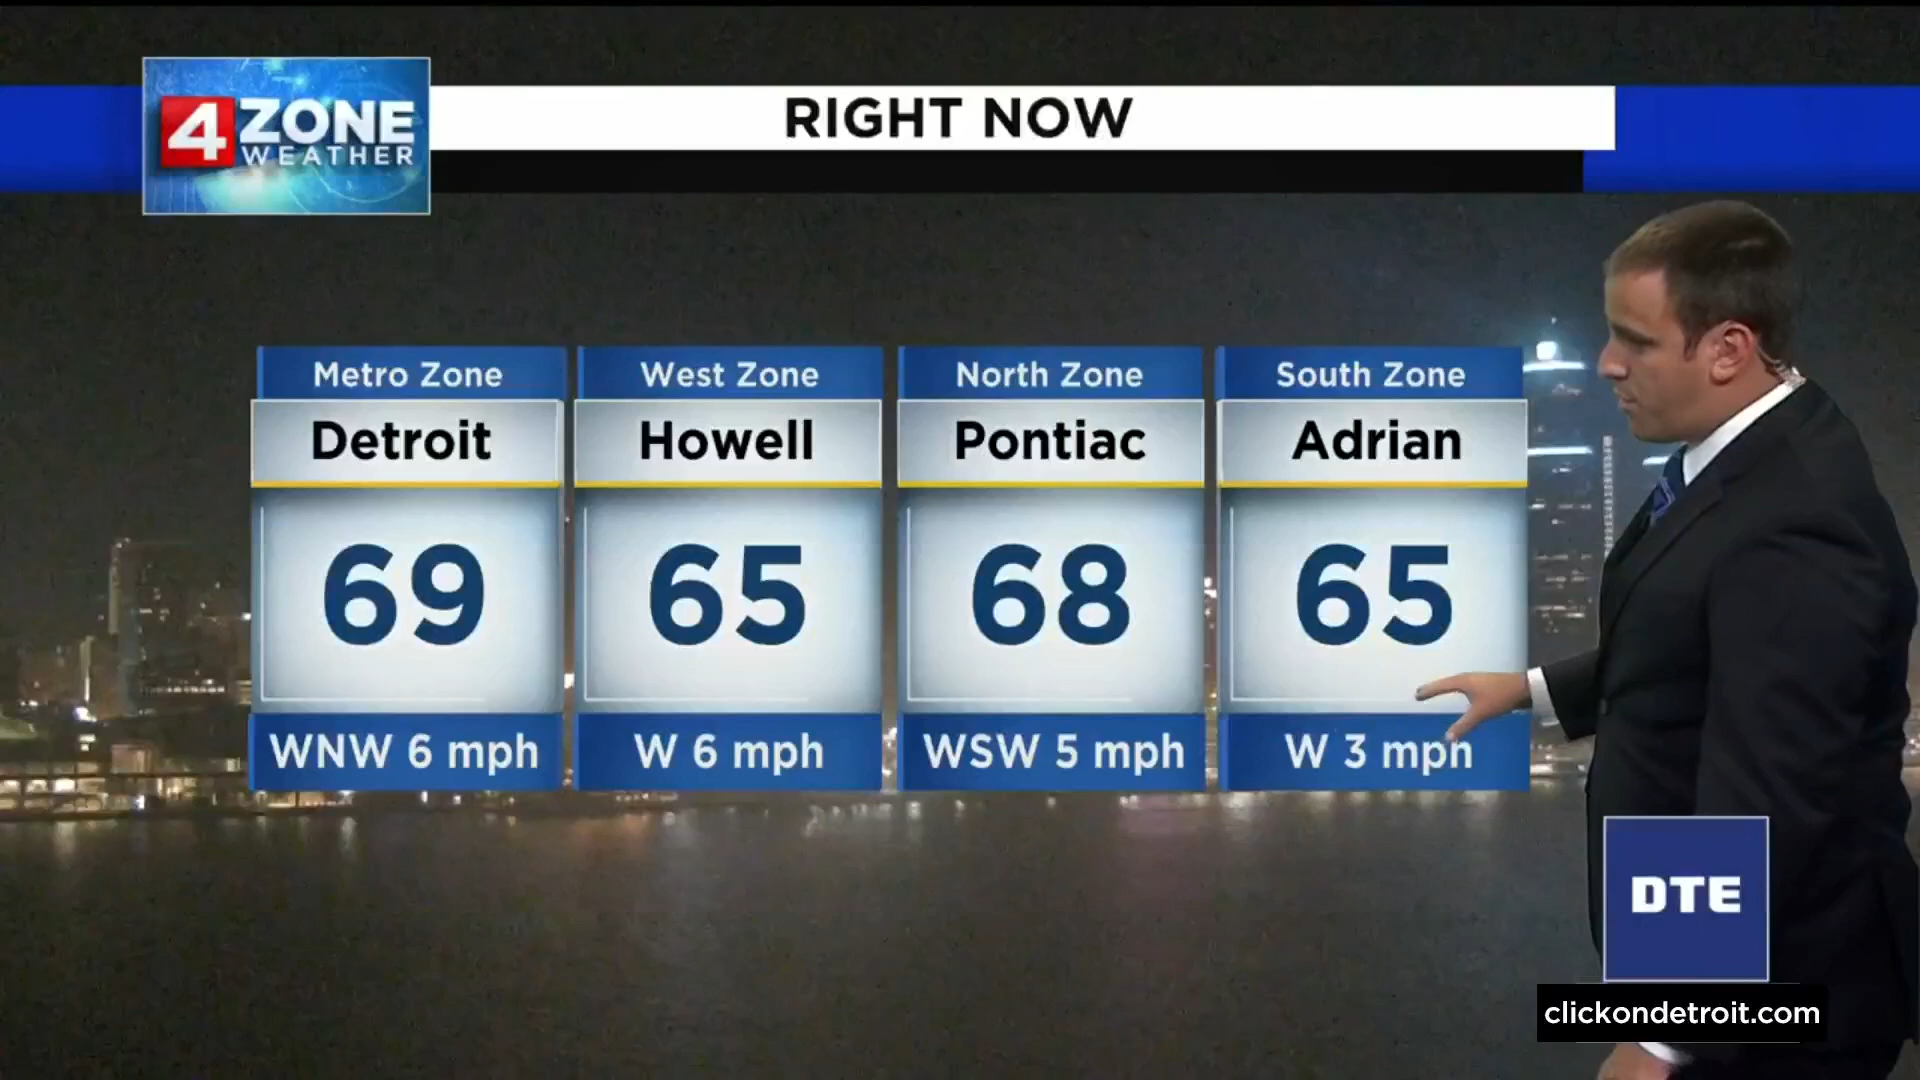 4 ZONE
WEATHER
RIGHT NOW
Metro Zone
Detroit
69
WNW 6 mph
West Zone
Howell
65
W 6 mph
North Zone
Pontiac
68
WSW 5 mph
South Zone
Adrian
65
W 3 mph
DTE
clickondetroit.com